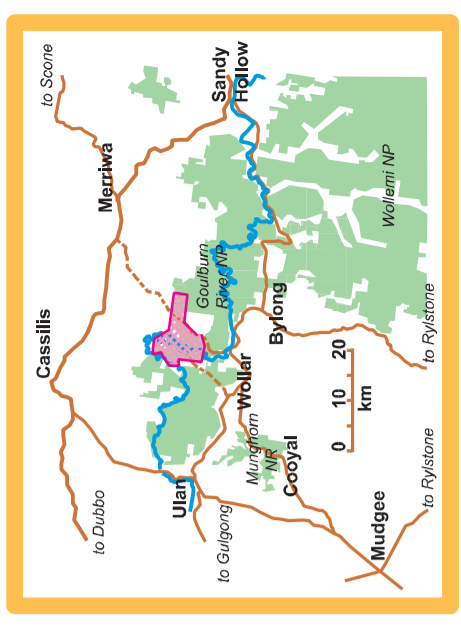 to Scone
Merriwa
Sandy
Hollow
Cassilis
Goulburn
River NP
Wollemi NP
Bylong
to Dubbo
Wollar
Munghorn
NR
Cooyal
Ulan
to Gulgong
Mudgee
to Rylstone
to Rylstone
0 10 20
km